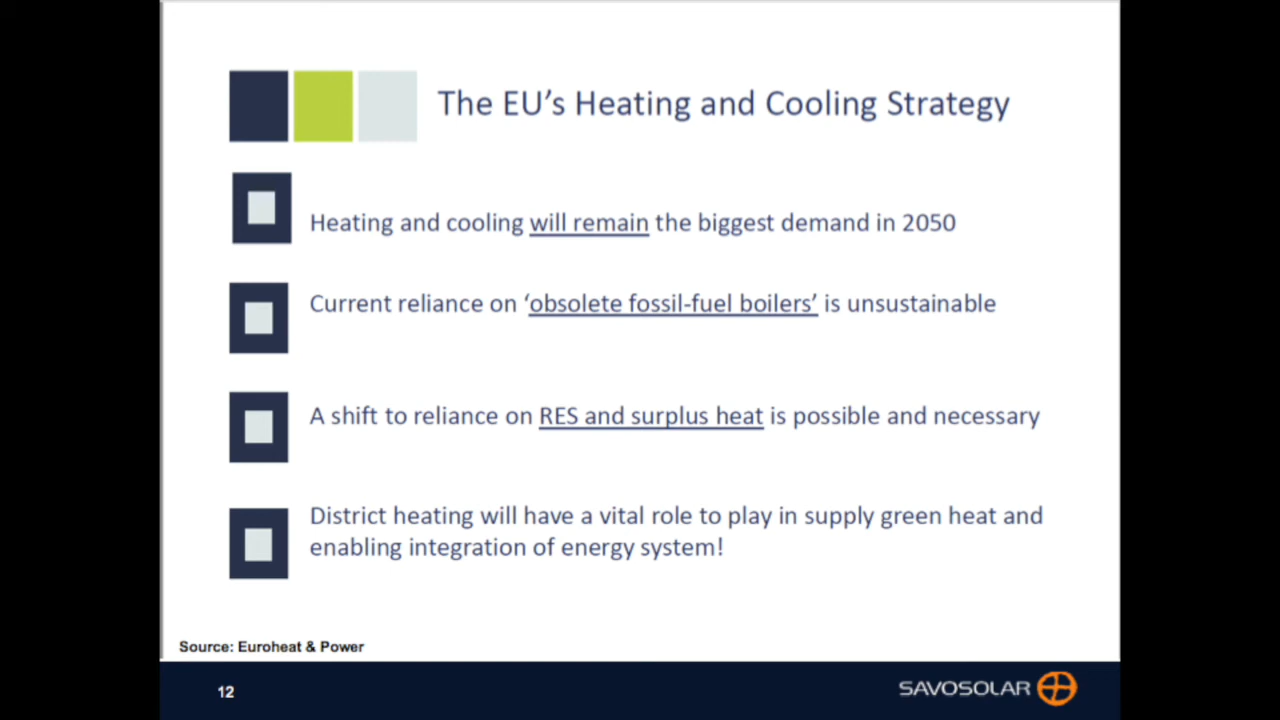 The EU’s Heating and Cooling Strategy
Heating and cooling will remain the biggest demand in 2050
Current reliance on ‘obsolete fossil-fuel boilers’ is unsustainable
A shift to reliance on RES and surplus heat is possible and necessary
District heating will have a vital role to play in supply green heat and
enabling integration of energy system!
Source: Euroheat & Power
12
SAVOSOLAR